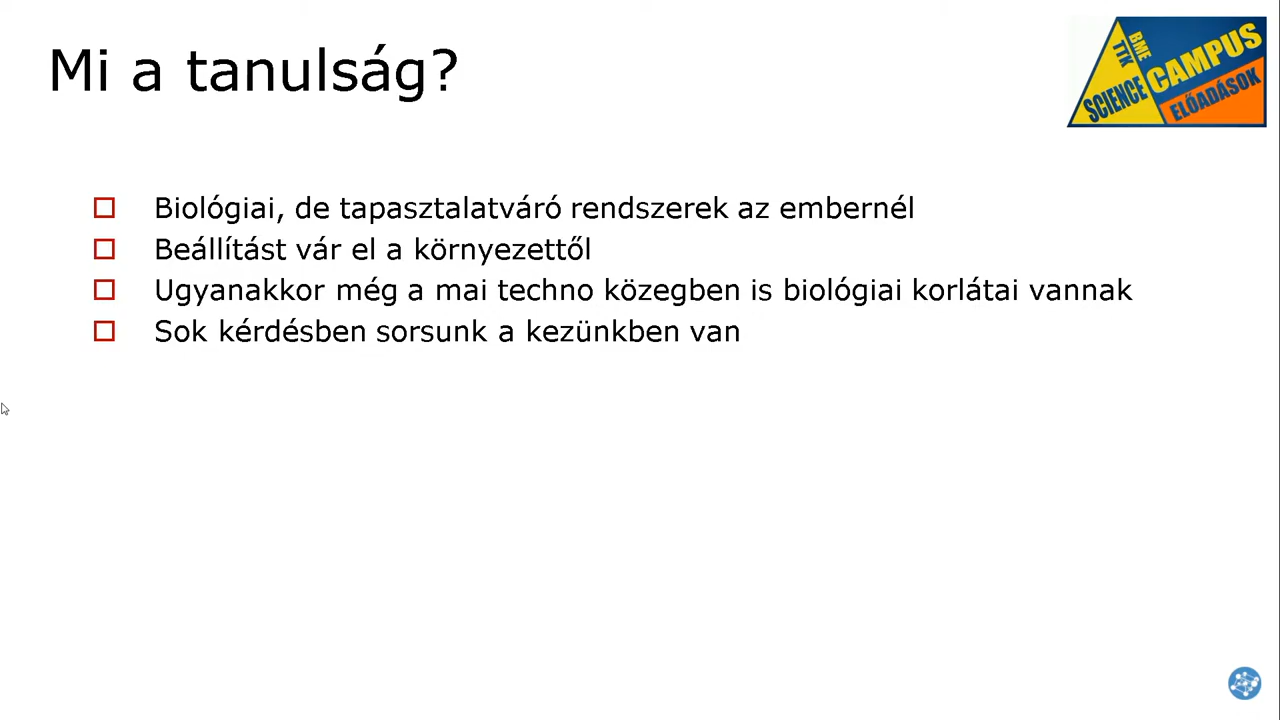 Mi a tanulság?
BME
TTK
SCIENCE
CAMPUS
ELŐADÁSOK
Biológiai, de tapasztalatváró rendszerek az embernél
Beállítást vár el a környezettől
Ugyanakkor még a mai techno közegben is biológiai korlátai vannak
Sok kérdésben sorsunk a kezünkben van